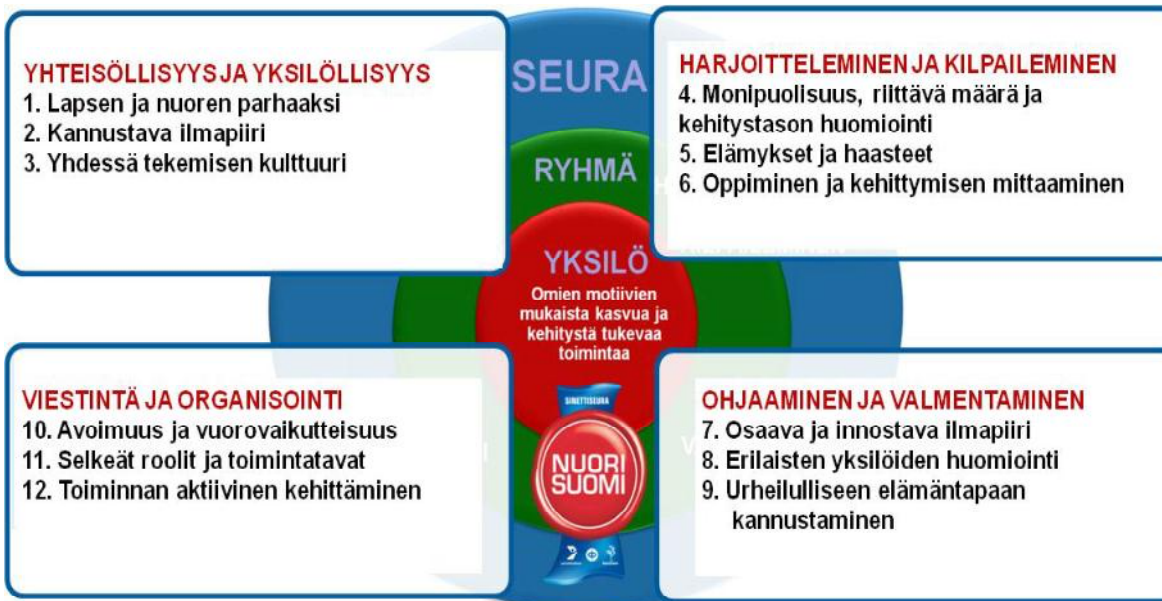 YHTEISÖLLISYYS JA YKSILÖLLISYYS
1. Lapsen ja nuoren parhaaksi
2. Kannustava ilmapiiri
3. Yhdessä tekemisen kulttuuri
SEURA
RYHMÄ
YKSILÖ
Omien motiivien
mukaista kasvua ja
kehitystä tukevaa
toimintaa
HARJOITTELEMINEN JA KILPAILEMINEN
4. Monipuolisuus, riittävä määrä ja
kehitystason huomiointi
5. Elämykset ja haasteet
6. Oppiminen ja kehittymisen mittaaminen
VIESTINTÄ JA ORGANISOINTI
10. Avoimuus ja vuorovaikutteisuus
11. Selkeät roolit ja toimintatavat
12. Toiminnan aktiivinen kehittäminen
SINETTISEURA
NUORI
SUOMI
OHJAAMINEN JA VALMENTAMINEN
7. Osaava ja innostava ilmapiiri
8. Erilaisten yksilöiden huomiointi
9. Urheilulliseen elämäntapaan
kannustaminen